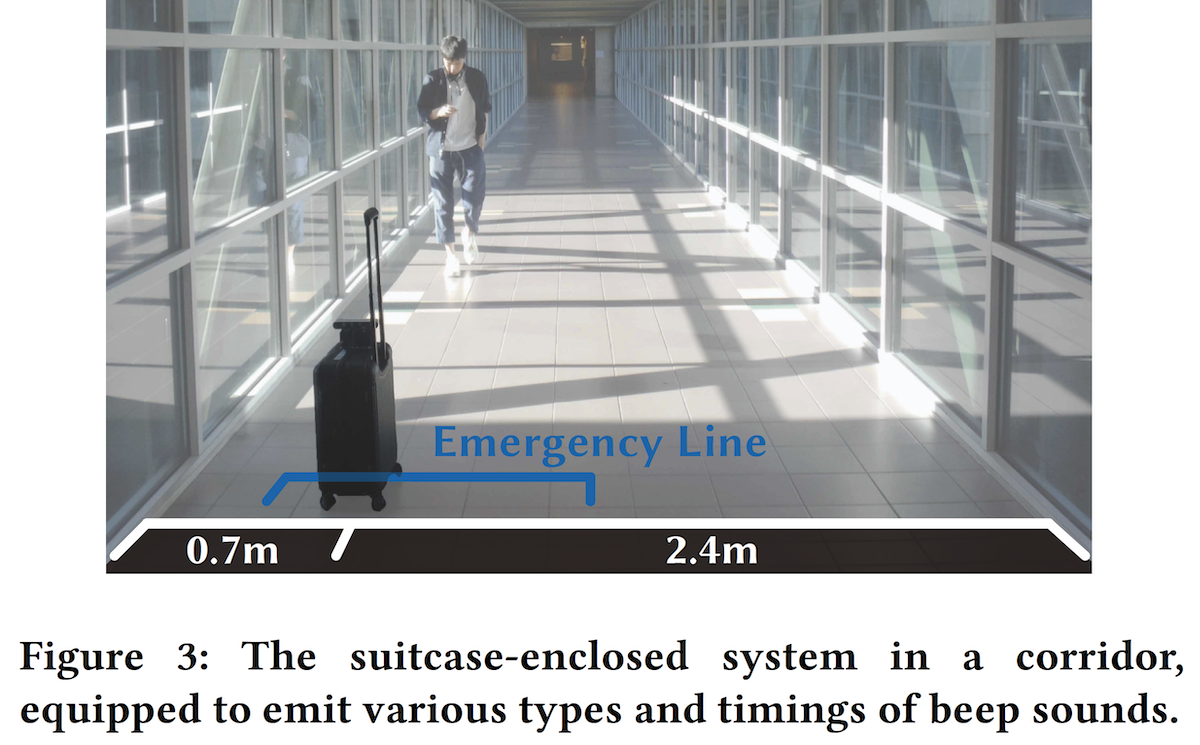 Emergency Line
0.7m
2.4m
Figure 3: The suitcase-enclosed system in a corridor,
equipped to emit various types and timings of beep sounds.